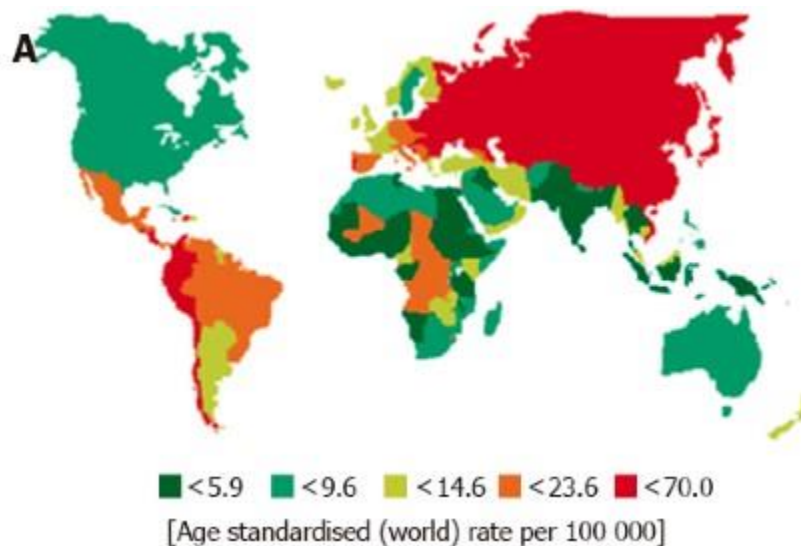 A
<5.9 <9.6 <14.6 <23.6 <70.0
[Age standardised (world) rate per 100 000]